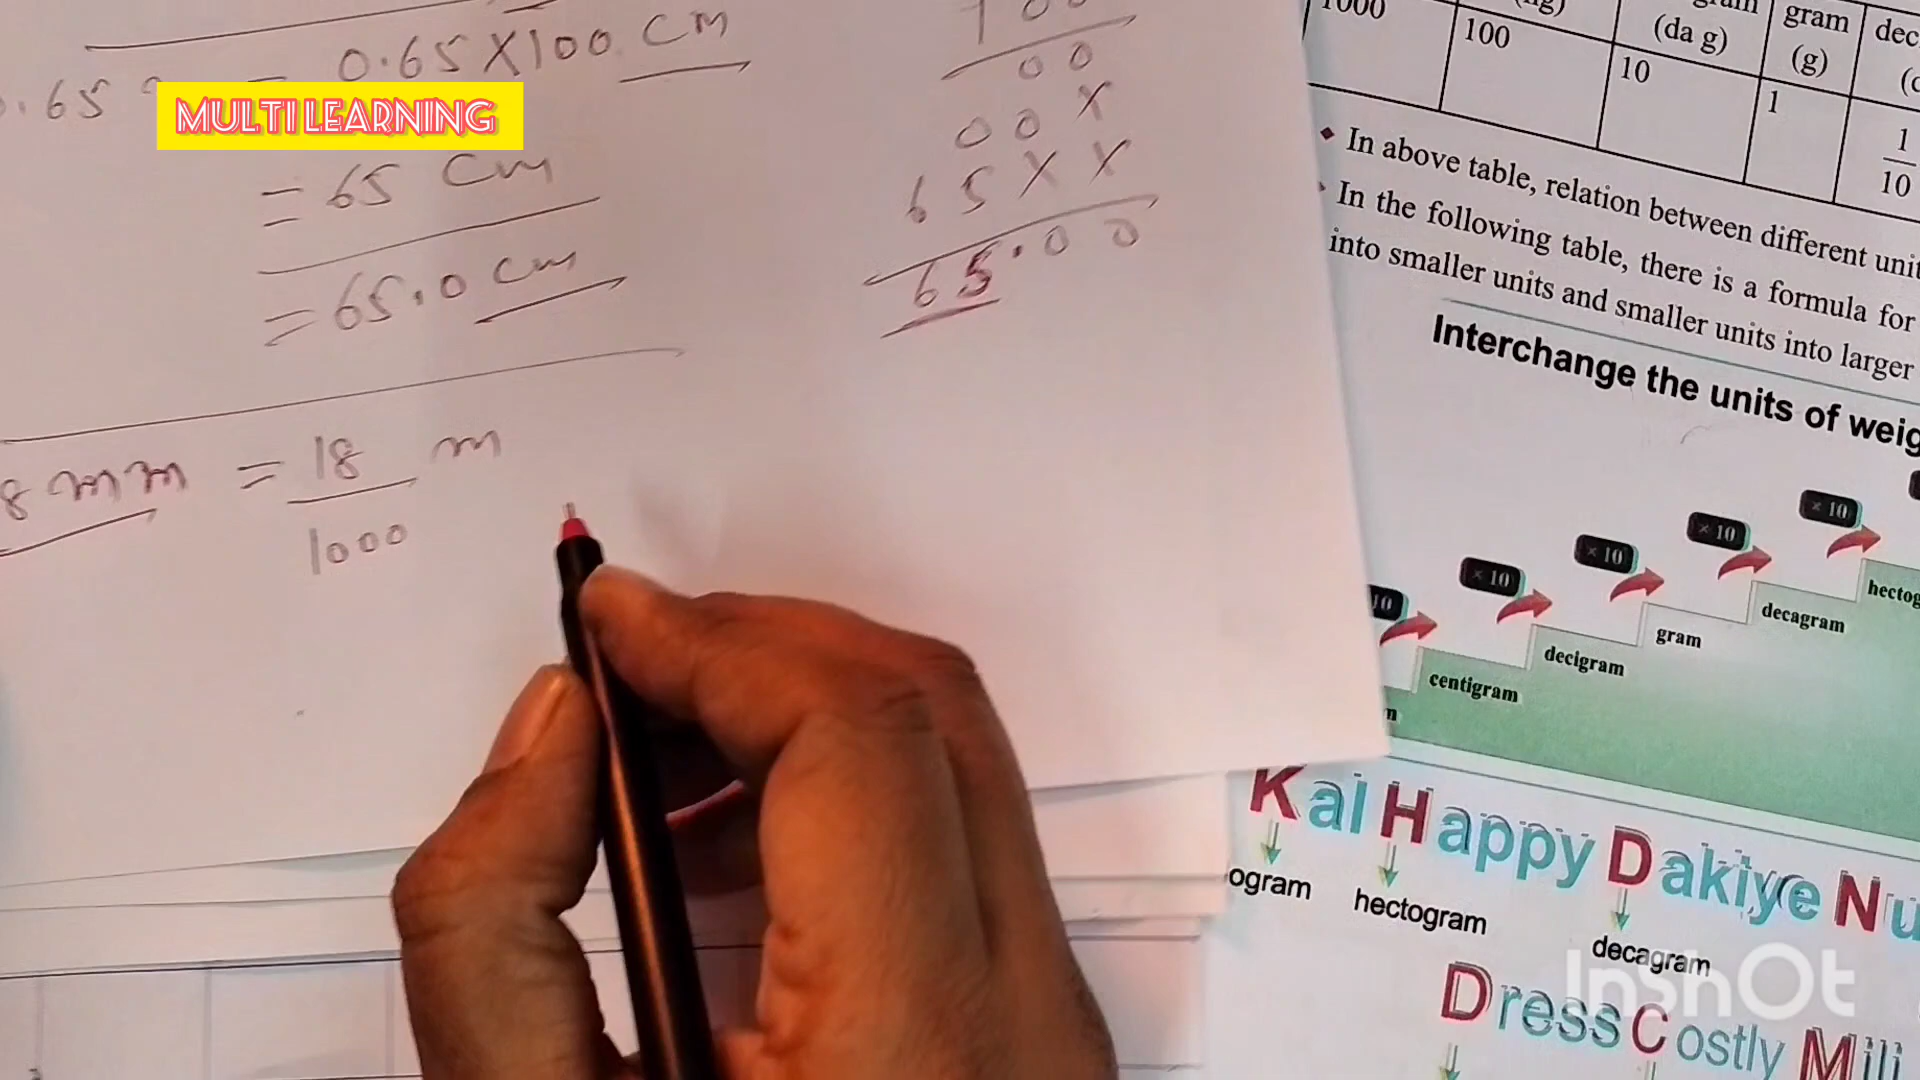 0.65 × 100 cm
.65
MULTI LEARNING
= 65 cm
= 65.0 cm
8 mm = 18 m
1000
00
00×
65××
65.00
1000
100
(da g)
10
gram
(g)
1
dec
1
10
In above table, relation between different unit
In the following table, there is a formula for
into smaller units and smaller units into larger
Interchange the units of weig
10
× 10
× 10
× 10
× 10
centigram
decigram
gram
decagram
hectog
Kal Happy Dakiye Nu
ogram
hectogram
decagram
Dress Costly Mili
InShOt